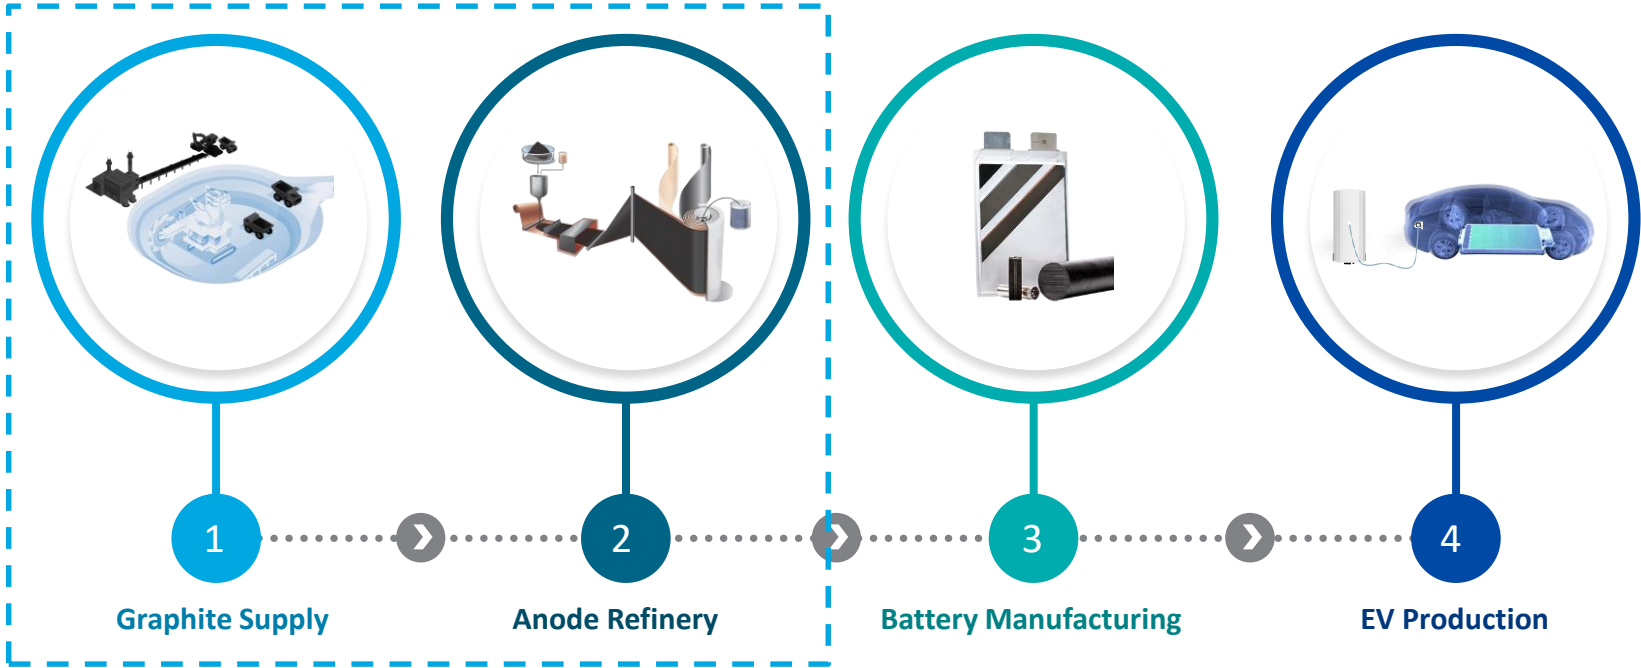 1
2
3
4
Graphite Supply
Anode Refinery
Battery Manufacturing
EV Production